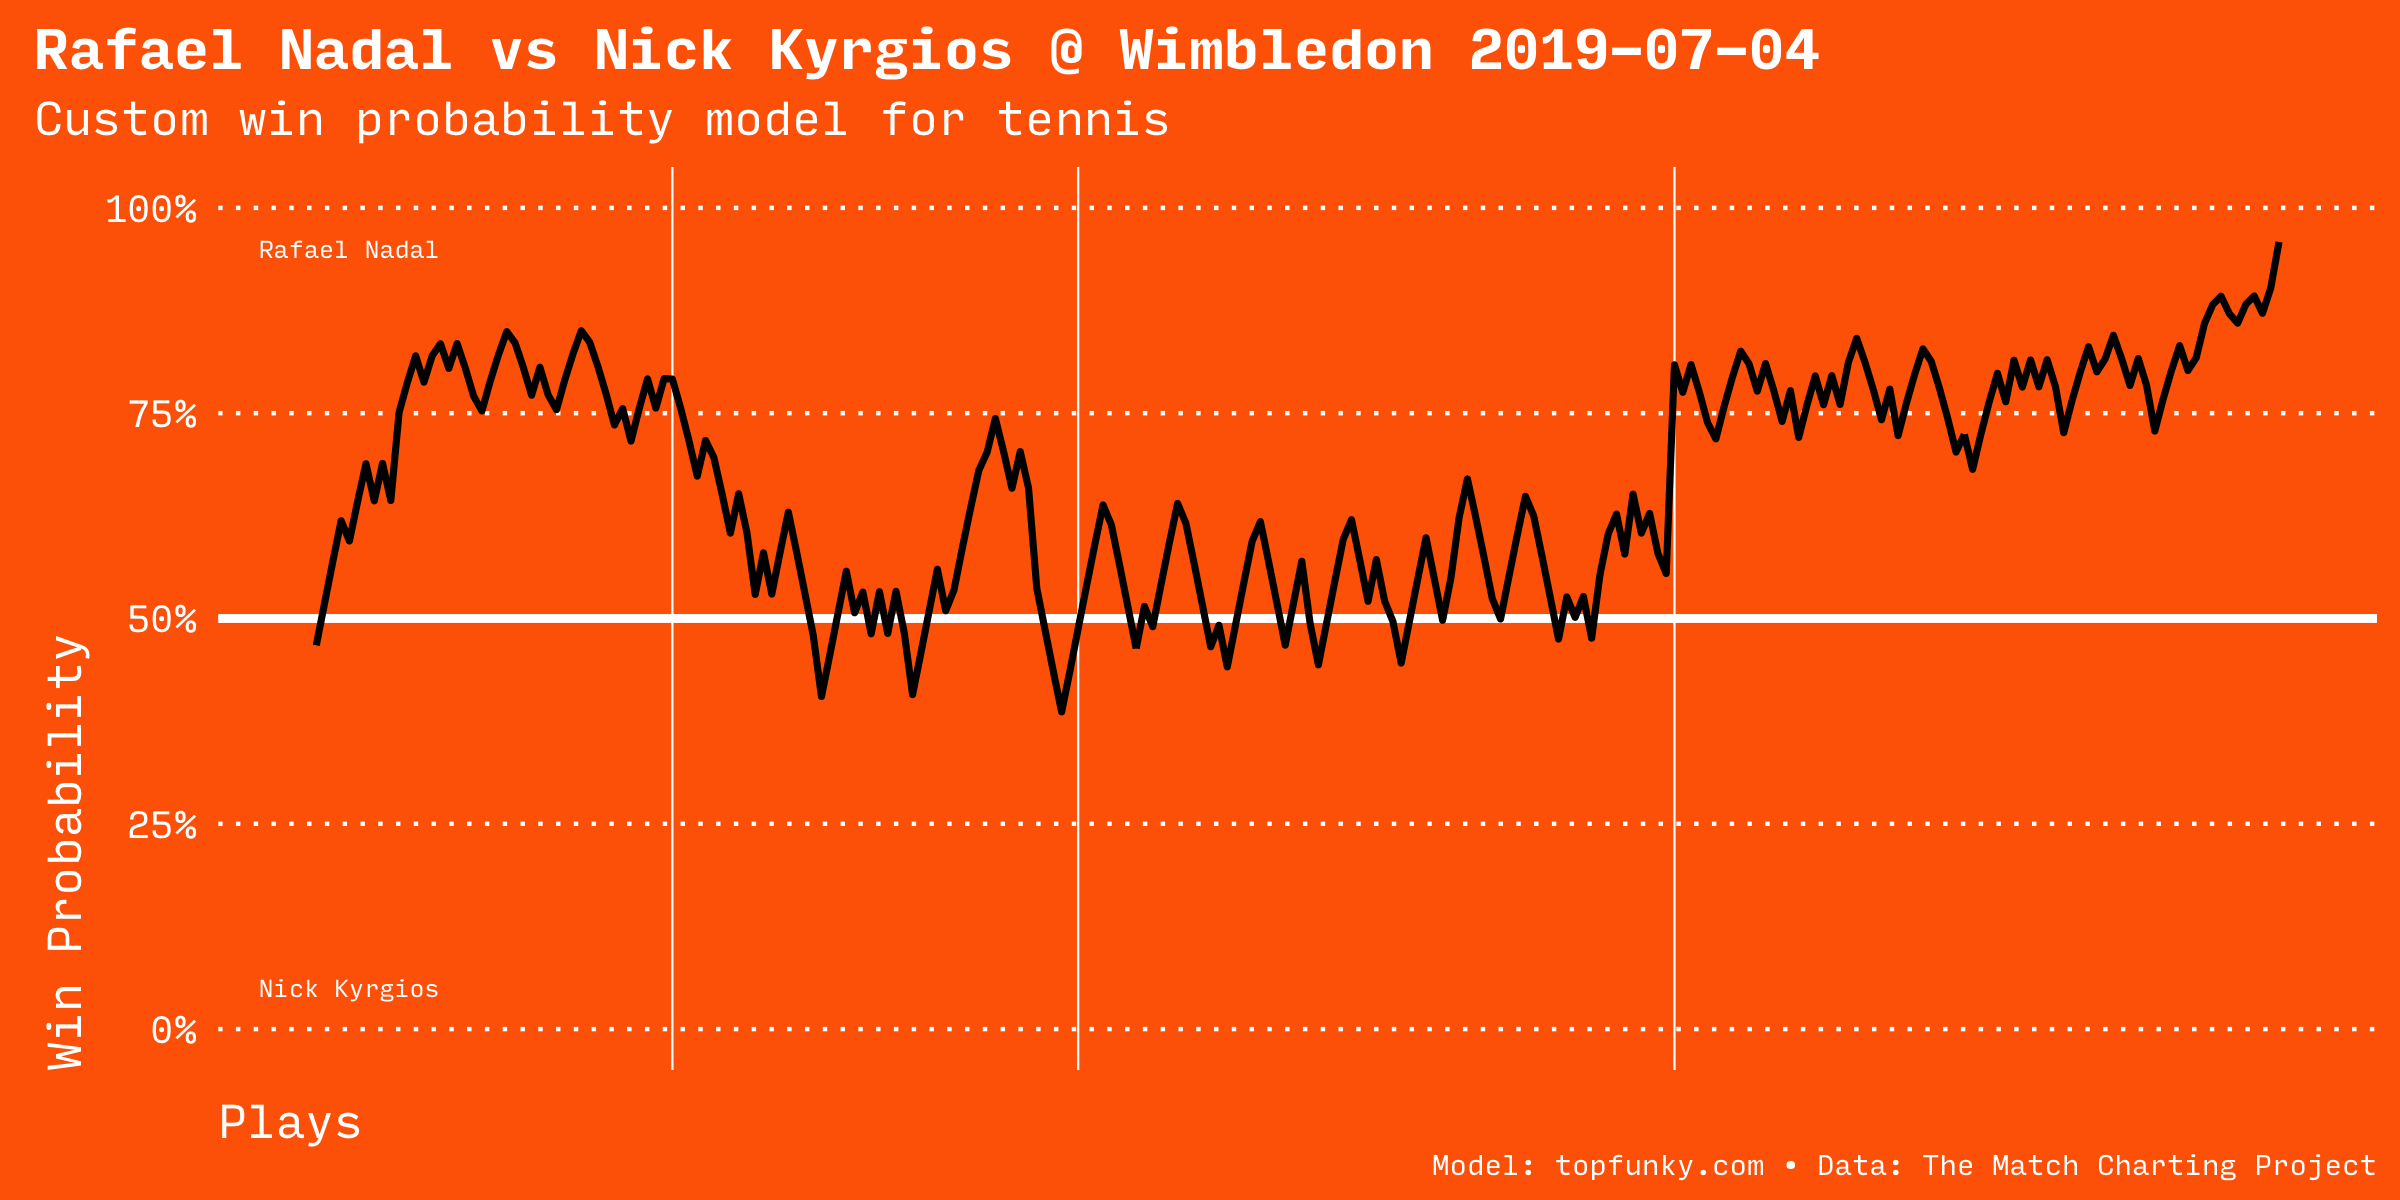 Rafael Nadal vs Nick Kyrgios @ Wimbledon 2019-07-04
Custom win probability model for tennis
100%
Rafael Nadal
75%
50%
25%
Nick Kyrgios
0%
Win Probability
Plays
Model: topfunky.com • Data: The Match Charting Project